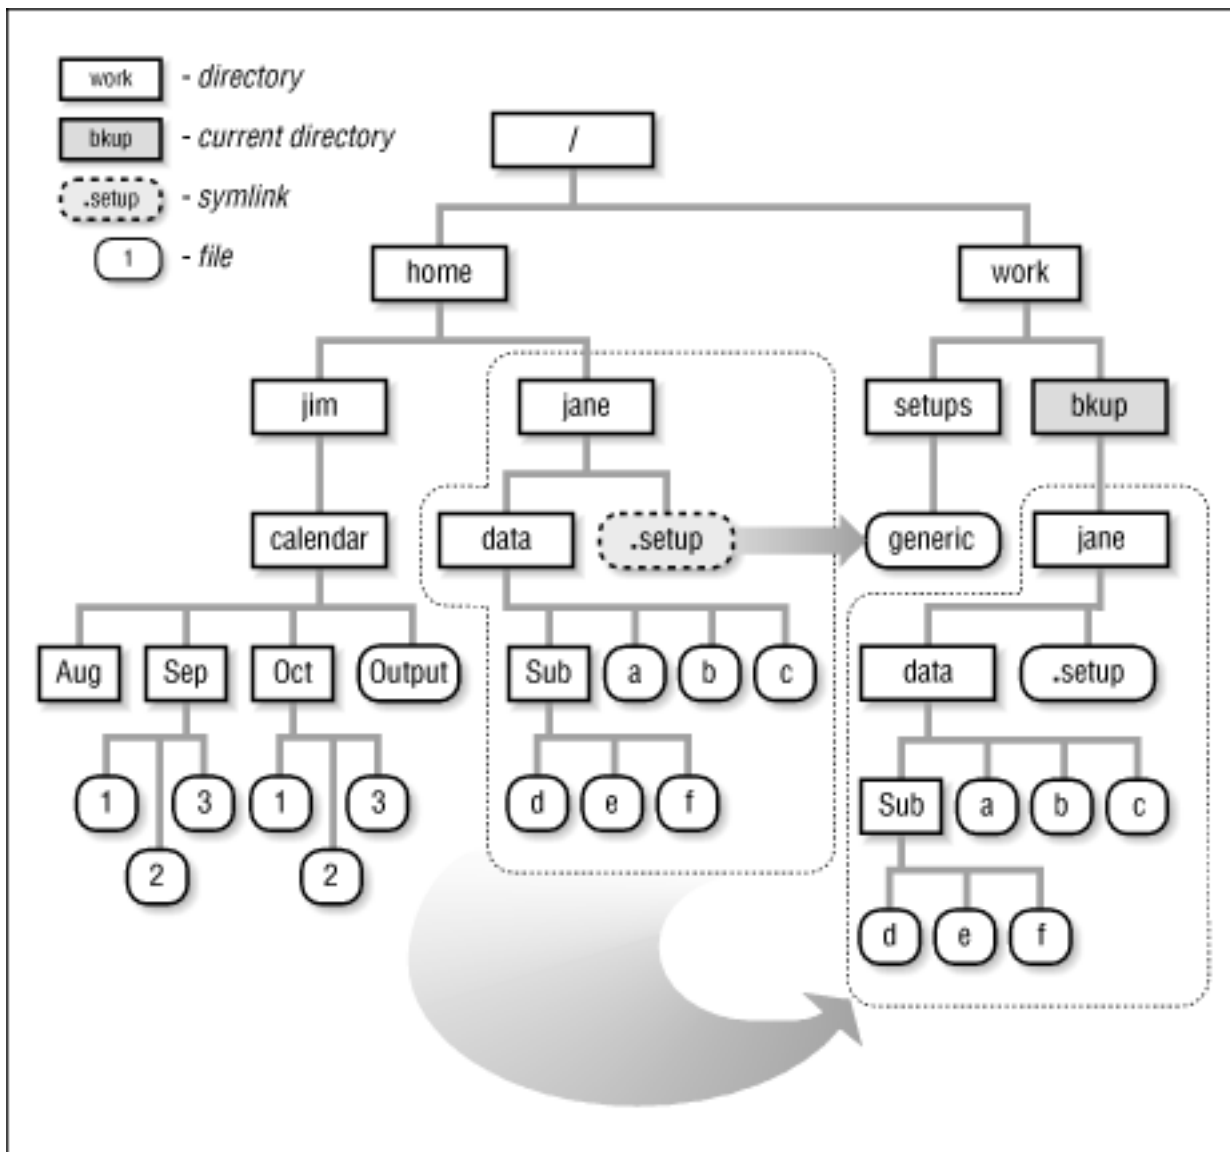 work - directory
bkup - current directory
.setup - symlink
1 - file
/
home work
jim jane setups bkup
calendar data .setup generic jane
Aug Sep Oct Output Sub a b c data .setup
1 3 1 3 d e f Sub a b c
2 2
d e f